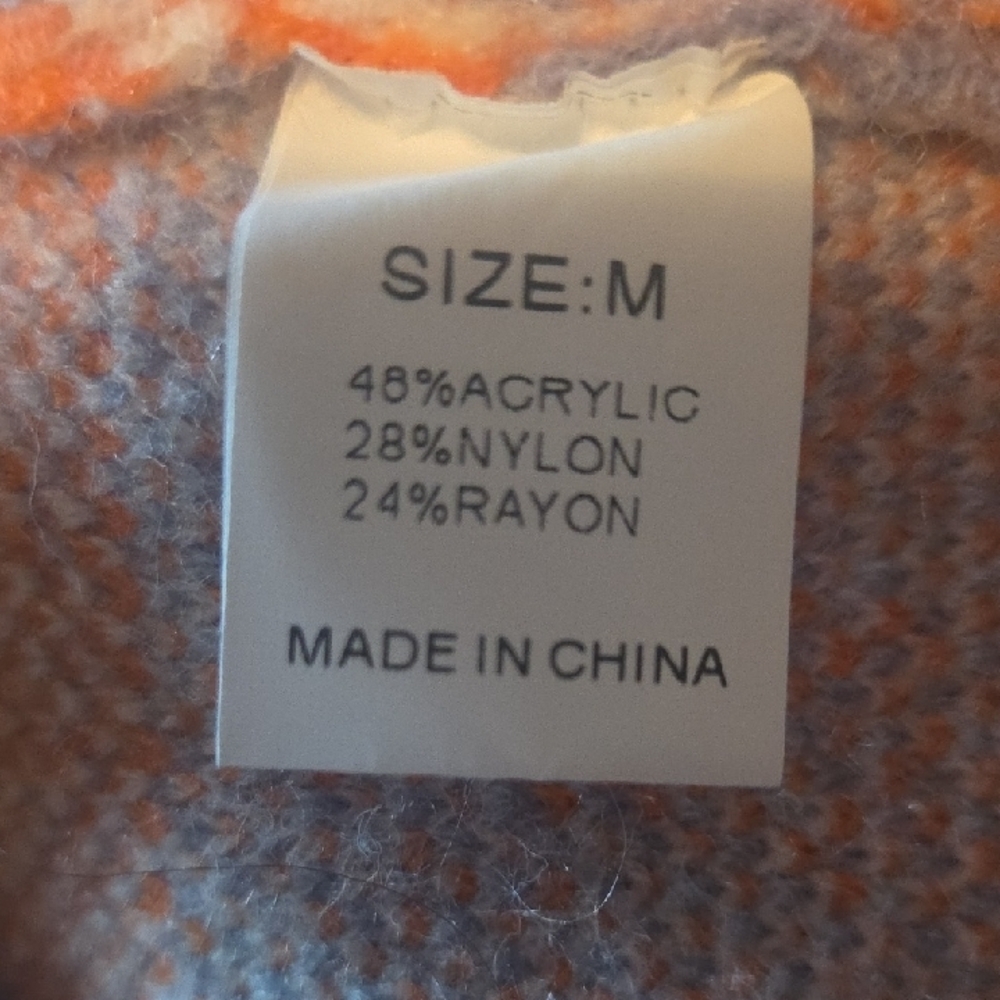 SIZE:M
48%ACRYLIC
28%NYLON
24%RAYON
MADE IN CHINA